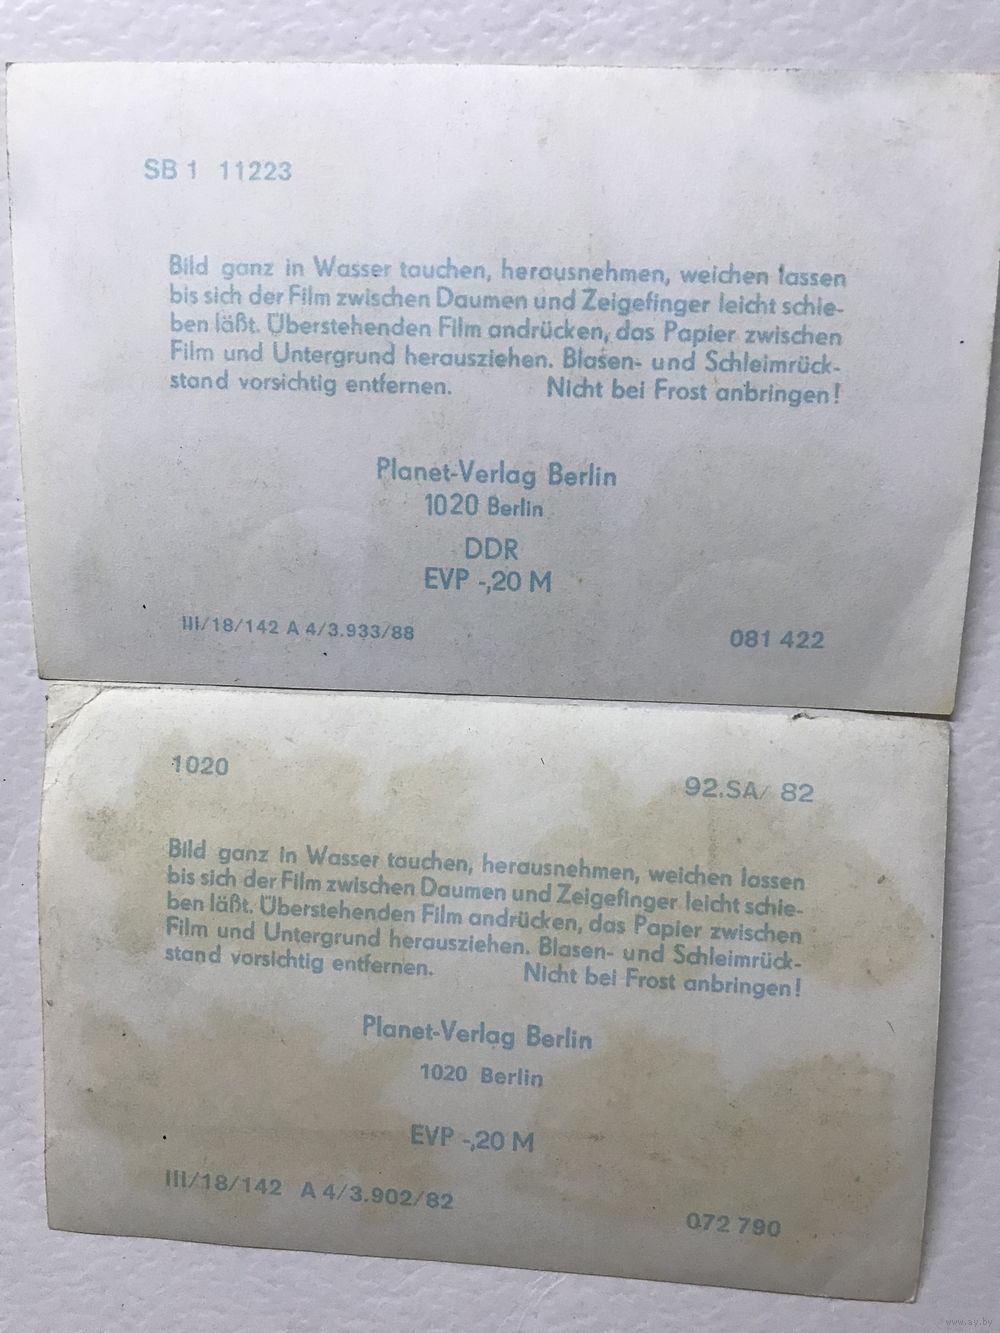 SB 1 11223
Bild ganz in Wasser tauchen, herausnehmen, weichen lassen
bis sich der Film zwischen Daumen und Zeigefinger leicht schie-
ben läßt. Überstehenden Film andrücken, das Papier zwischen
Film und Untergrund herausziehen. Blasen- und Schleimrück-
stand vorsichtig entfernen. Nicht bei Frost anbringen!
Planet-Verlag Berlin
1020 Berlin
DDR
EVP -,20 M
III/18/142 A 4/3.933/88 081 422
1020 92.SA/ 82
Bild ganz in Wasser tauchen, herausnehmen, weichen lassen
bis sich der Film zwischen Daumen und Zeigefinger leicht schie-
ben läßt. Überstehenden Film andrücken, das Papier zwischen
Film und Untergrund herausziehen. Blasen- und Schleimrück-
stand vorsichtig entfernen. Nicht bei Frost anbringen!
Planet-Verlag Berlin
1020 Berlin
EVP -,20 M
III/18/142 A 4/3.902/82 072 790
www.ay.by